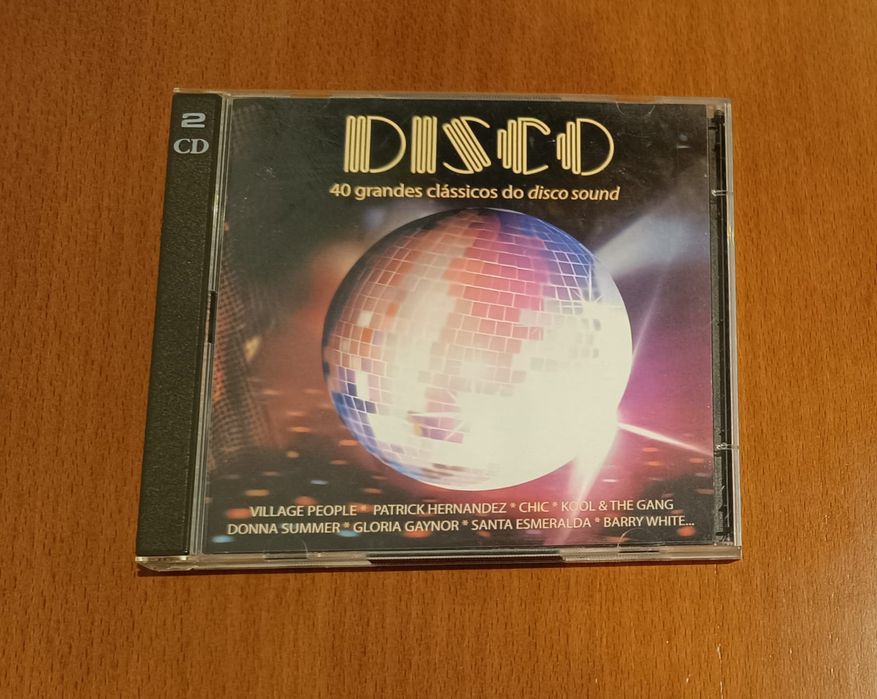 2
CD
DISCO
40 grandes clássicos do disco sound
VILLAGE PEOPLE * PATRICK HERNANDEZ * CHIC * KOOL & THE GANG
DONNA SUMMER * GLORIA GAYNOR * SANTA ESMERALDA * BARRY WHITE...